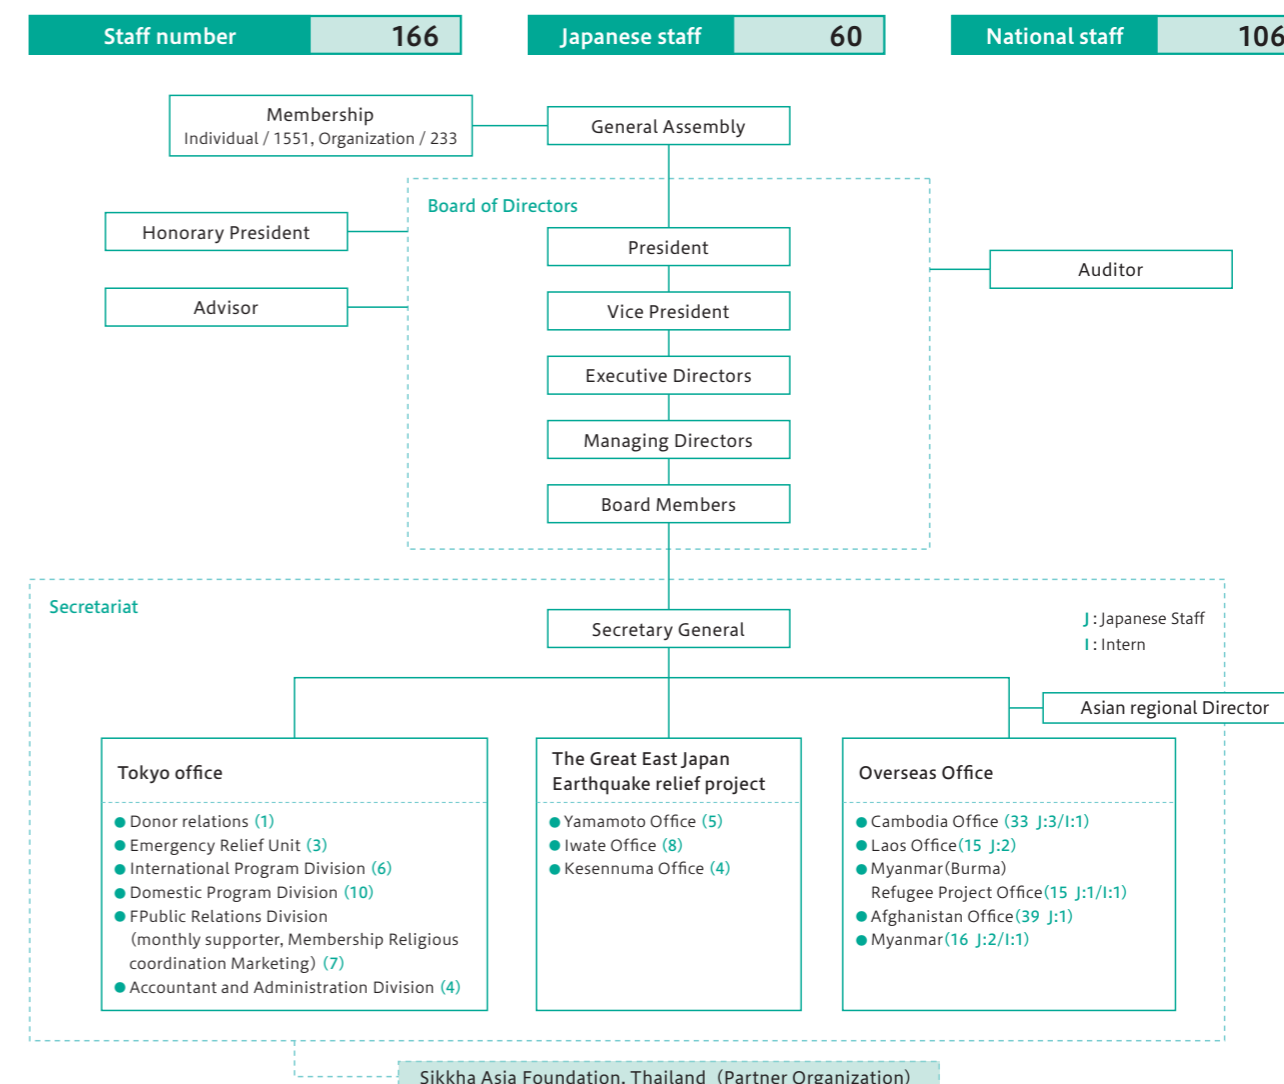 Staff number 166
Japanese staff 60
National staff 106
Membership
Individual / 1551, Organization / 233
General Assembly
Board of Directors
Honorary President
President
Auditor
Advisor
Vice President
Executive Directors
Managing Directors
Board Members
Secretariat
Secretary General
J : Japanese Staff
I : Intern
Asian regional Director
Tokyo office
● Donor relations (1)
● Emergency Relief Unit (3)
● International Program Division (6)
● Domestic Program Division (10)
● FPublic Relations Division
(monthly supporter, Membership Religious
coordination Marketing) (7)
● Accountant and Administration Division (4)
The Great East Japan
Earthquake relief project
● Yamamoto Office (5)
● Iwate Office (8)
● Kesennuma Office (4)
Overseas Office
● Cambodia Office (33 J:3/I:1)
● Laos Office(15 J:2)
● Myanmar(Burma)
Refugee Project Office(15 J:1/I:1)
● Afghanistan Office(39 J:1)
● Myanmar(16 J:2/I:1)
Sikkha Asia Foundation, Thailand (Partner Organization)